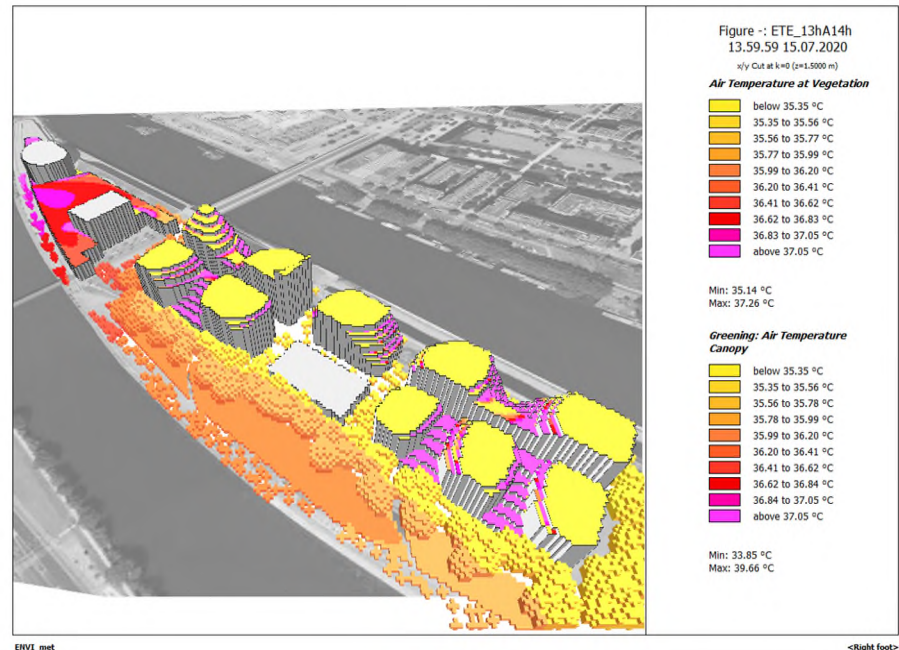 Figure -: ETE_13hA14h
13.59.59 15.07.2020
x/y Cut at k=0 (z=1.5000 m)
Air Temperature at Vegetation
below 35.35 °C
35.35 to 35.56 °C
35.56 to 35.77 °C
35.77 to 35.99 °C
35.99 to 36.20 °C
36.20 to 36.41 °C
36.41 to 36.62 °C
36.62 to 36.83 °C
36.83 to 37.05 °C
above 37.05 °C
Min: 35.14 °C
Max: 37.26 °C
Greening: Air Temperature
Canopy
below 35.35 °C
35.35 to 35.56 °C
35.56 to 35.78 °C
35.78 to 35.99 °C
35.99 to 36.20 °C
36.20 to 36.41 °C
36.41 to 36.62 °C
36.62 to 36.84 °C
36.84 to 37.05 °C
above 37.05 °C
Min: 33.85 °C
Max: 39.66 °C
ENVI_met
<Right foot>